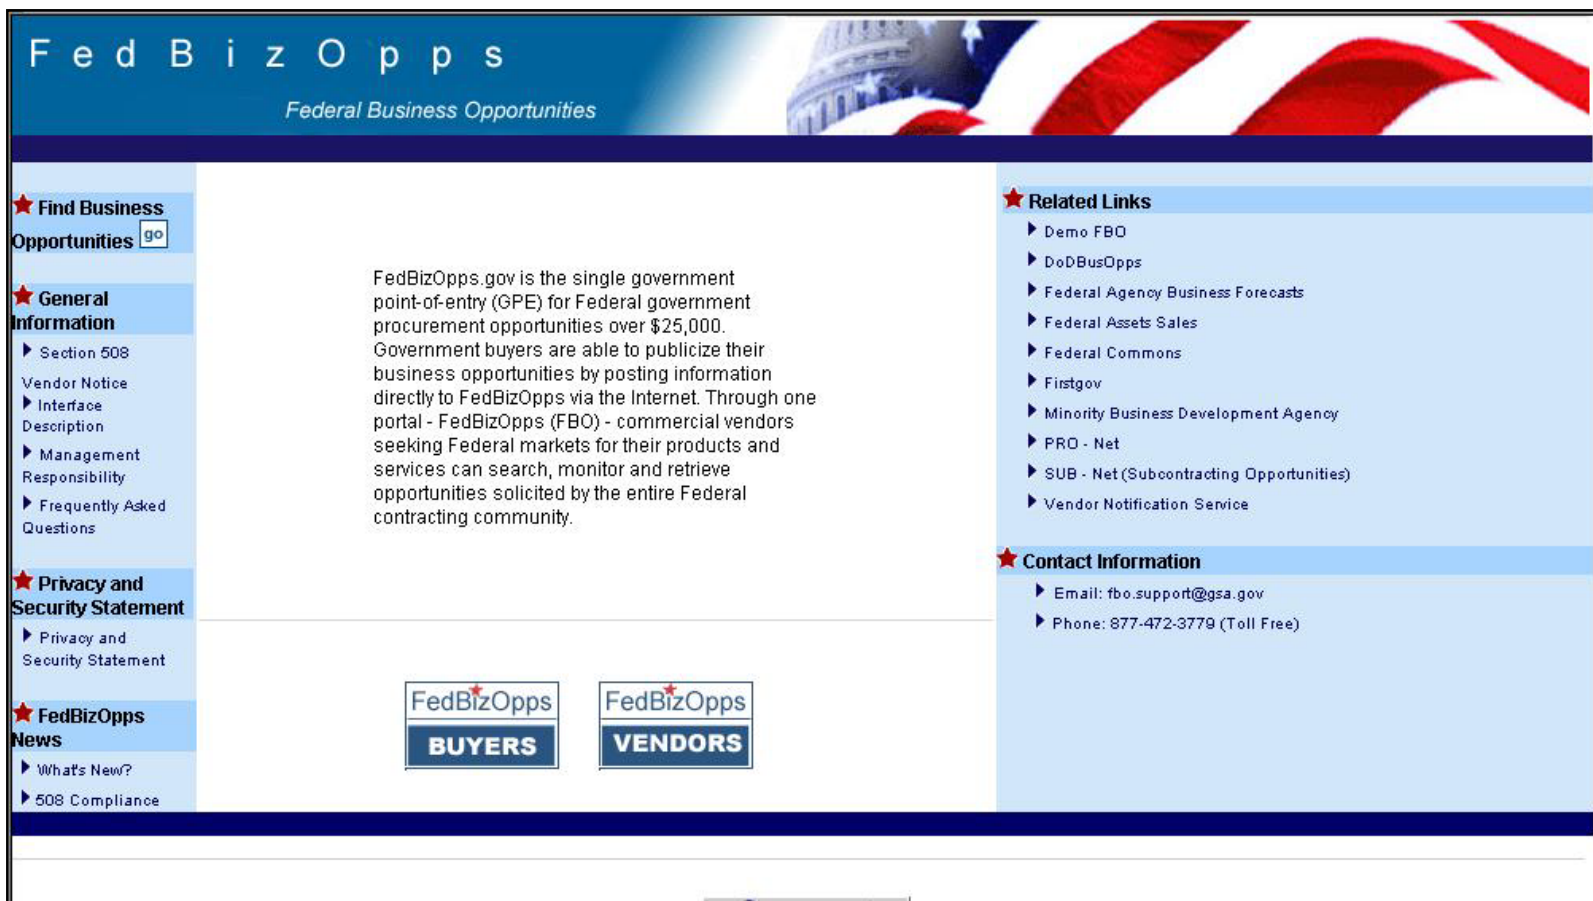 FedBizOpps
Federal Business Opportunities
Find Business
Opportunities go
General
Information
Section 508
Vendor Notice
Interface
Description
Management
Responsibility
Frequently Asked
Questions
Privacy and
Security Statement
Privacy and
Security Statement
FedBizOpps
News
What's New?
508 Compliance
FedBizOpps.gov is the single government
point-of-entry (GPE) for Federal government
procurement opportunities over $25,000.
Government buyers are able to publicize their
business opportunities by posting information
directly to FedBizOpps via the Internet. Through one
portal - FedBizOpps (FBO) - commercial vendors
seeking Federal markets for their products and
services can search, monitor and retrieve
opportunities solicited by the entire Federal
contracting community.
FedBizOpps
BUYERS
FedBizOpps
VENDORS
Related Links
Demo FBO
DoDBusOpps
Federal Agency Business Forecasts
Federal Assets Sales
Federal Commons
Firstgov
Minority Business Development Agency
PRO - Net
SUB - Net (Subcontracting Opportunities)
Vendor Notification Service
Contact Information
Email: fbo.support@gsa.gov
Phone: 877-472-3779 (Toll Free)